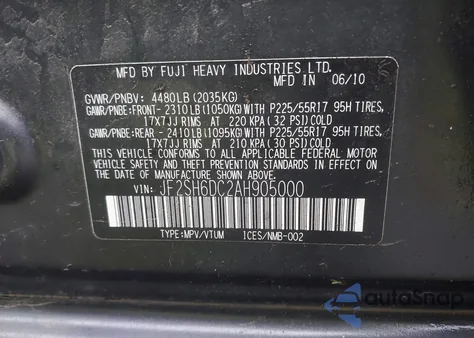 MFD BY FUJI HEAVY INDUSTRIES LTD.
MFD IN 06/10
GVWR/PNBV: 4480LB (2035KG)
GAWR/PNBE: FRONT- 2310LB (1050KG) WITH P225/55R17 95H TIRES,
17X7JJ RIMS AT 220 KPA (32 PSI) COLD
GAWR/PNBE: REAR - 2410LB (1095KG) WITH P225/55R17 95H TIRES,
17X7JJ RIMS AT 210 KPA (30 PSI) COLD
THIS VEHICLE CONFORMS TO ALL APPLICABLE FEDERAL MOTOR
VEHICLE SAFETY AND THEFT PREVENTION STANDARDS IN
EFFECT ON THE DATE OF MANUFACTURE SHOWN ABOVE.
VIN: JF2SH6DC2AH905000
TYPE: MPV/VTUM ICES/NMB-002
autoSnap